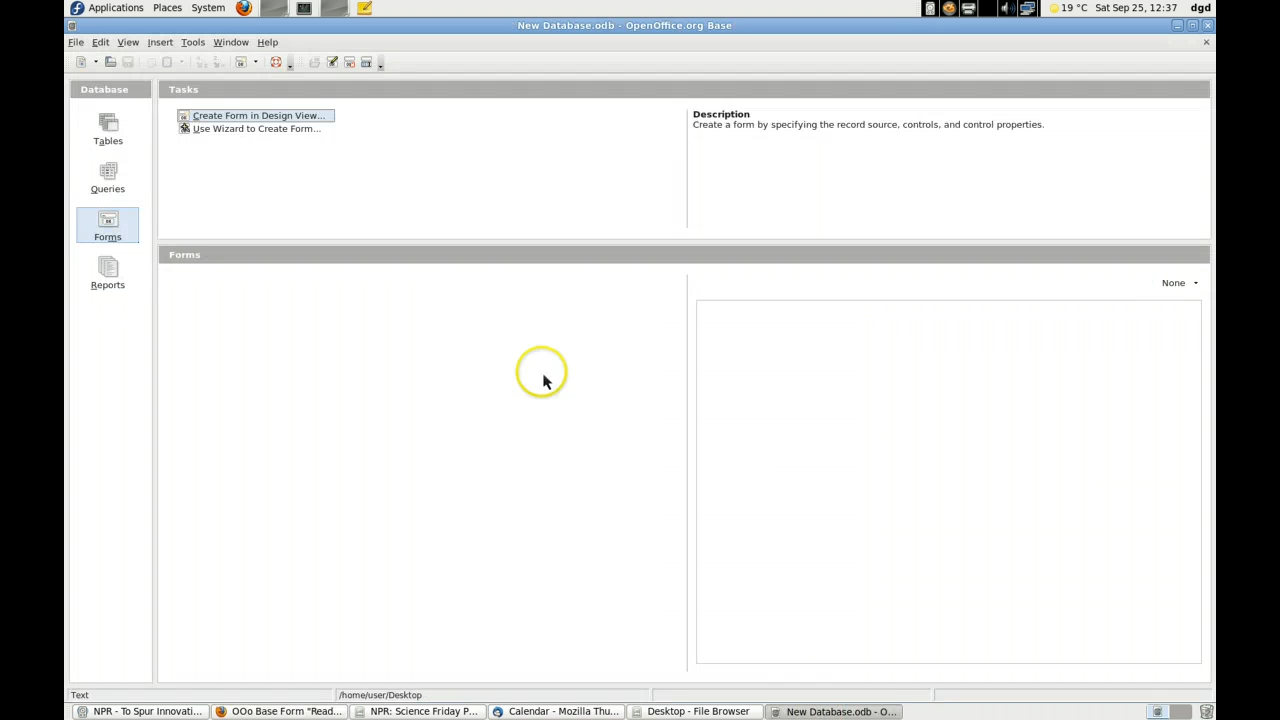 Applications Places System 19 °C Sat Sep 25, 12:37 dgd
New Database.odb - OpenOffice.org Base
File Edit View Insert Tools Window Help
Database
Tasks
Tables
Queries
Forms
Reports
Create Form in Design View...
Use Wizard to Create Form...
Description
Create a form by specifying the record source, controls, and control properties.
Forms
None
Text /home/user/Desktop
NPR - To Spur Innovati... OOo Base Form "Read... NPR: Science Friday P... Calendar - Mozilla Thu... Desktop - File Browser New Database.odb - O...